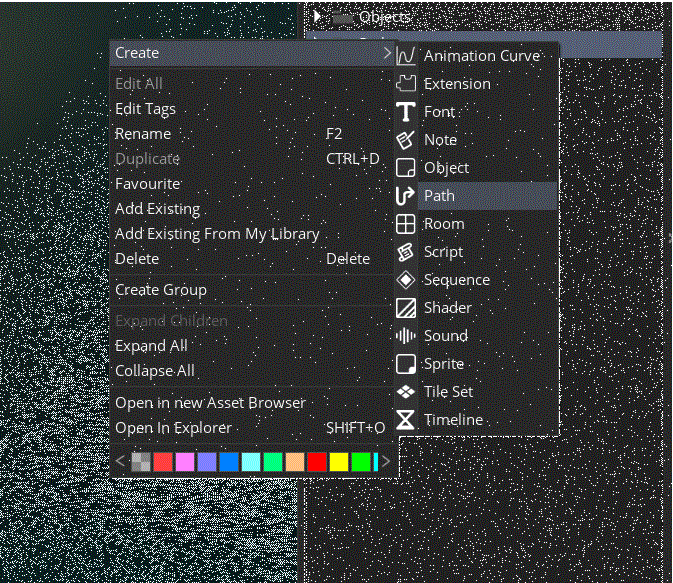 Objects
Create
Edit All
Edit Tags
Rename F2
Duplicate CTRL+D
Favourite
Add Existing
Add Existing From My Library
Delete Delete
Create Group
Expand Children
Expand All
Collapse All
Open in new Asset Browser
Open In Explorer SHIFT+O
Animation Curve
Extension
Font
Note
Object
Path
Room
Script
Sequence
Shader
Sound
Sprite
Tile Set
Timeline